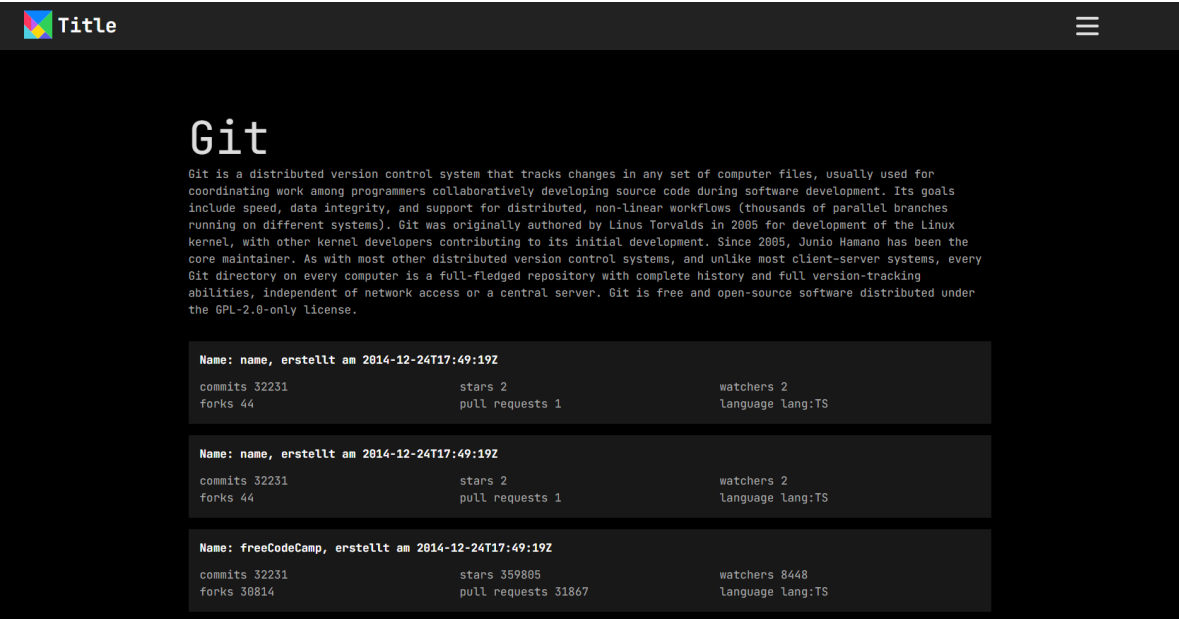 Title
Git
Git is a distributed version control system that tracks changes in any set of computer files, usually used for
coordinating work among programmers collaboratively developing source code during software development. Its goals
include speed, data integrity, and support for distributed, non-linear workflows (thousands of parallel branches
running on different systems). Git was originally authored by Linus Torvalds in 2005 for development of the Linux
kernel, with other kernel developers contributing to its initial development. Since 2005, Junio Hamano has been the
core maintainer. As with most other distributed version control systems, and unlike most client–server systems, every
Git directory on every computer is a full-fledged repository with complete history and full version-tracking
abilities, independent of network access or a central server. Git is free and open-source software distributed under
the GPL-2.0-only license.
Name: name, erstellt am 2014-12-24T17:49:19Z
commits 32231 stars 2 watchers 2
forks 44 pull requests 1 language lang:TS
Name: name, erstellt am 2014-12-24T17:49:19Z
commits 32231 stars 2 watchers 2
forks 44 pull requests 1 language lang:TS
Name: freeCodeCamp, erstellt am 2014-12-24T17:49:19Z
commits 32231 stars 359805 watchers 8448
forks 30814 pull requests 31867 language lang:TS